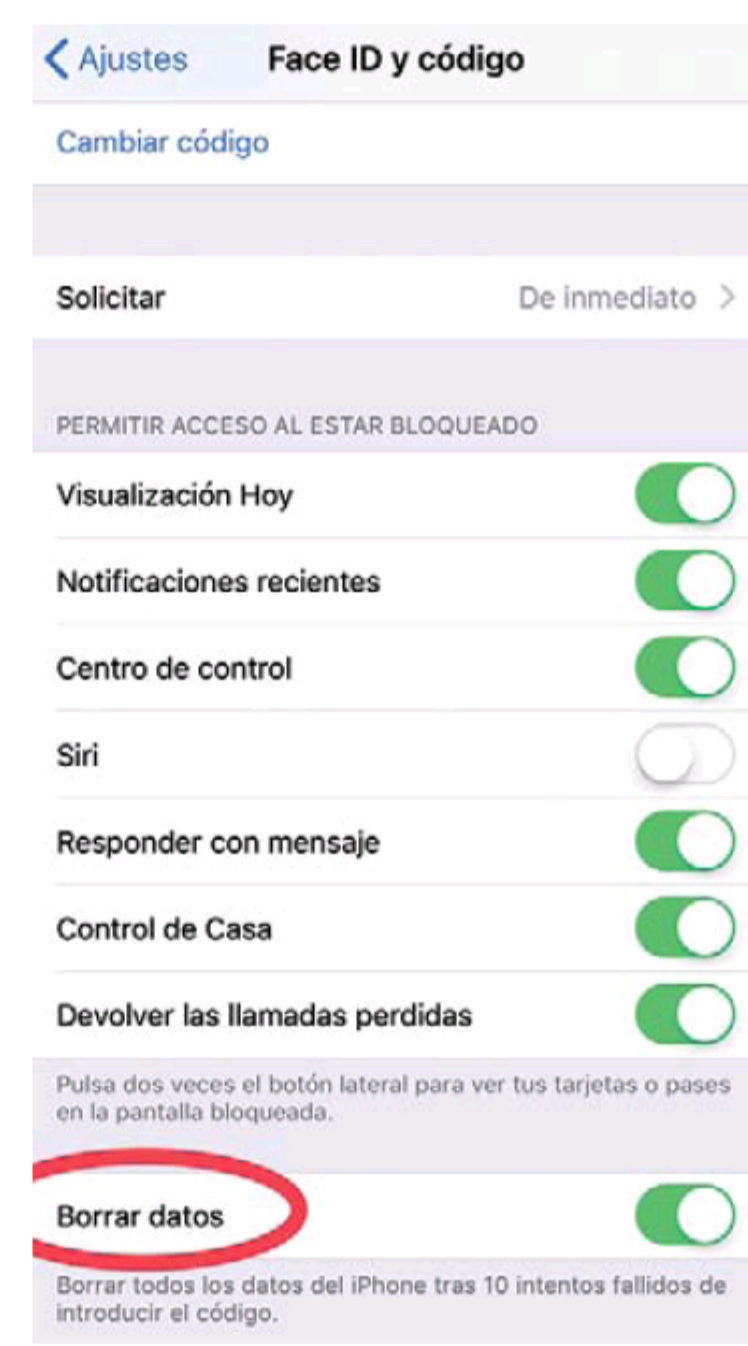 Ajustes Face ID y código
Cambiar código
Solicitar De inmediato
PERMITIR ACCESO AL ESTAR BLOQUEADO
Visualización Hoy
Notificaciones recientes
Centro de control
Siri
Responder con mensaje
Control de Casa
Devolver las llamadas perdidas
Pulsa dos veces el botón lateral para ver tus tarjetas o pases
en la pantalla bloqueada.
Borrar datos
Borrar todos los datos del iPhone tras 10 intentos fallidos de
introducir el código.